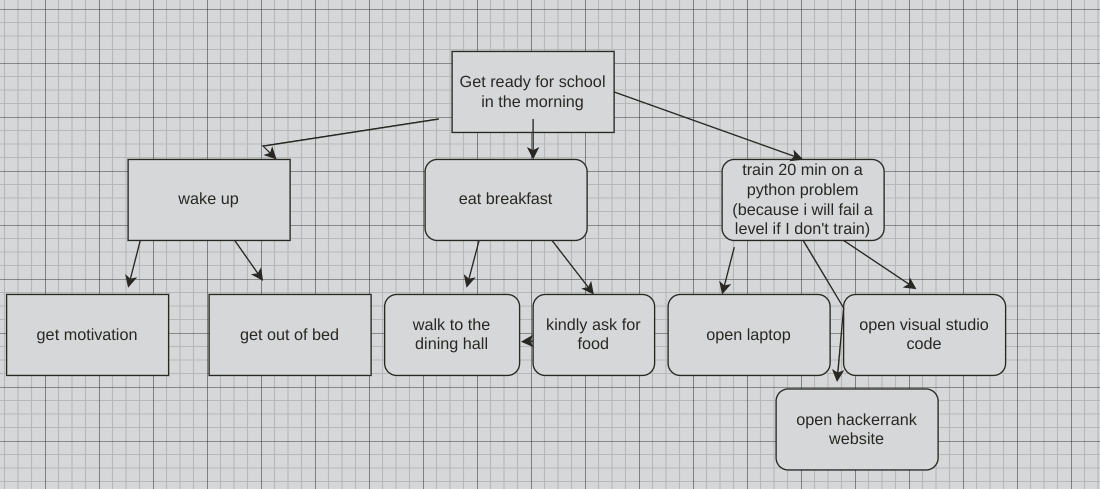 Get ready for school
in the morning
wake up
eat breakfast
train 20 min on a
python problem
(because i will fail a
level if I don't train)
get motivation
get out of bed
walk to the
dining hall
kindly ask for
food
open laptop
open visual studio
code
open hackerrank
website